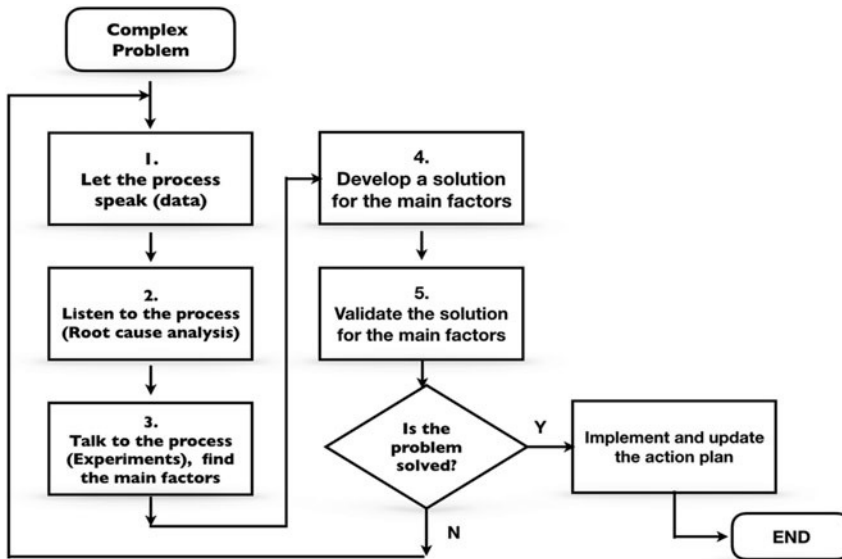 Complex
Problem
1.
Let the process
speak (data)
2.
Listen to the process
(Root cause analysis)
3.
Talk to the process
(Experiments), find
the main factors
4.
Develop a solution
for the main factors
5.
Validate the solution
for the main factors
Is the
problem
solved?
Y
N
Implement and update
the action plan
END